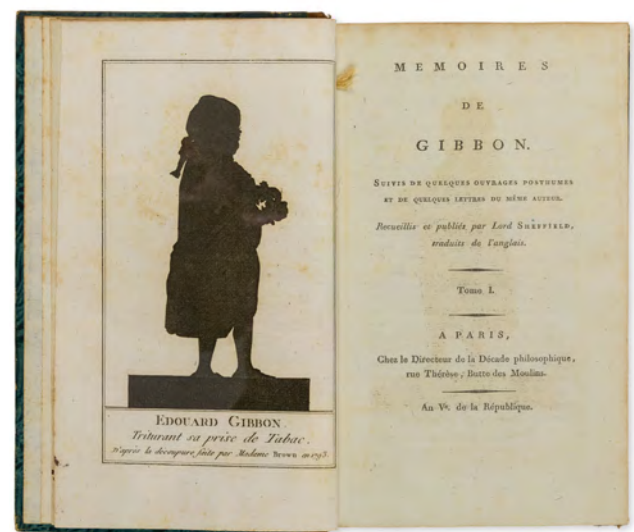 EDOUARD GIBBON.
Triturant sa prise de Tabac.
D'après la découpure faite par Madame BROWN en 1793.
MEMOIRES
DE
GIBBON.
SUIVIS DE QUELQUES OUVRAGES POSTHUMES
ET DE QUELQUES LETTRES DU MÊME AUTEUR.
Recueillis et publiés par Lord SHEFFIELD,
traduits de l'anglais.
Tome I.
A PARIS,
Chez le Directeur de la Décade philosophique,
rue Thérèse, Butte des Moulins.
An Ve. de la République.